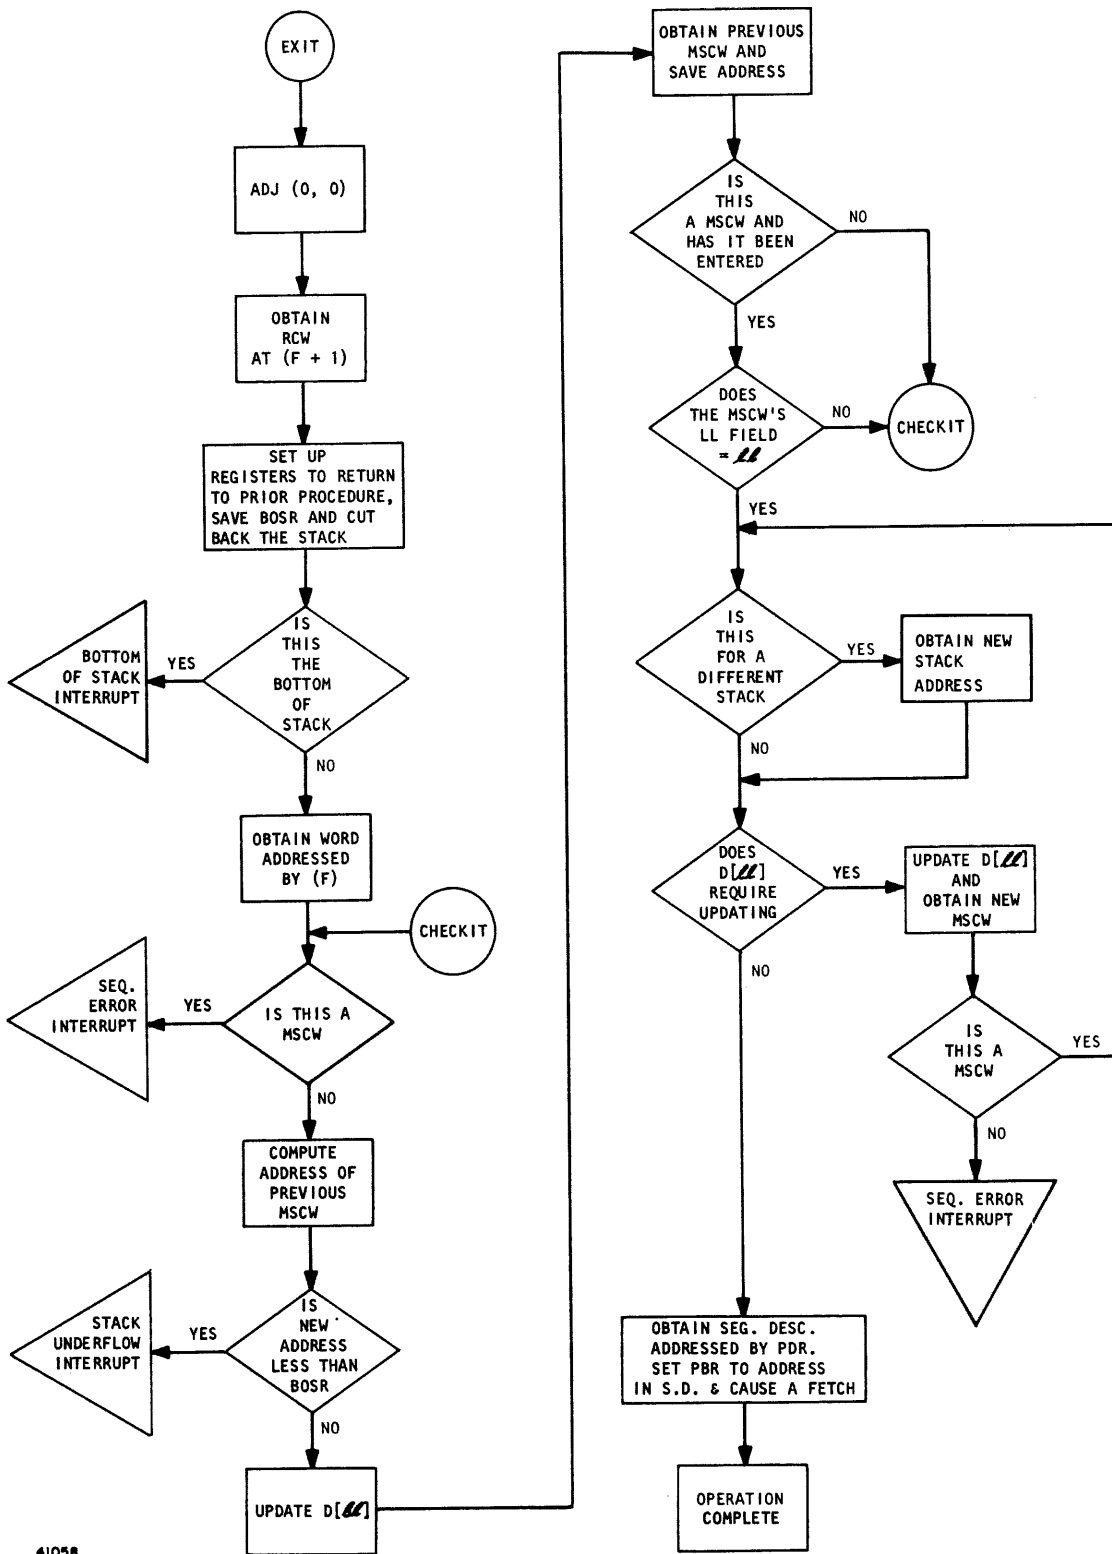 EXIT
ADJ (0, 0)
OBTAIN
RCW
AT (F + 1)
SET UP
REGISTERS TO RETURN
TO PRIOR PROCEDURE,
SAVE BOSR AND CUT
BACK THE STACK
IS
THIS
THE
BOTTOM
OF
STACK
YES
BOTTOM
OF STACK
INTERRUPT
NO
OBTAIN WORD
ADDRESSED
BY (F)
CHECKIT
IS THIS A
MSCW
YES
SEQ.
ERROR
INTERRUPT
NO
COMPUTE
ADDRESS OF
PREVIOUS
MSCW
IS
NEW
ADDRESS
LESS THAN
BOSR
YES
STACK
UNDERFLOW
INTERRUPT
NO
UPDATE D[ll]
OBTAIN PREVIOUS
MSCW AND
SAVE ADDRESS
IS
THIS
A MSCW AND
HAS IT BEEN
ENTERED
NO
YES
DOES
THE MSCW'S
LL FIELD
= ll
NO
CHECKIT
YES
IS
THIS
FOR A
DIFFERENT
STACK
YES
OBTAIN NEW
STACK
ADDRESS
NO
DOES
D[ll]
REQUIRE
UPDATING
YES
UPDATE D[ll]
AND
OBTAIN NEW
MSCW
NO
IS
THIS A
MSCW
YES
NO
SEQ. ERROR
INTERRUPT
OBTAIN SEG. DESC.
ADDRESSED BY PDR.
SET PBR TO ADDRESS
IN S.D. & CAUSE A FETCH
OPERATION
COMPLETE
41058